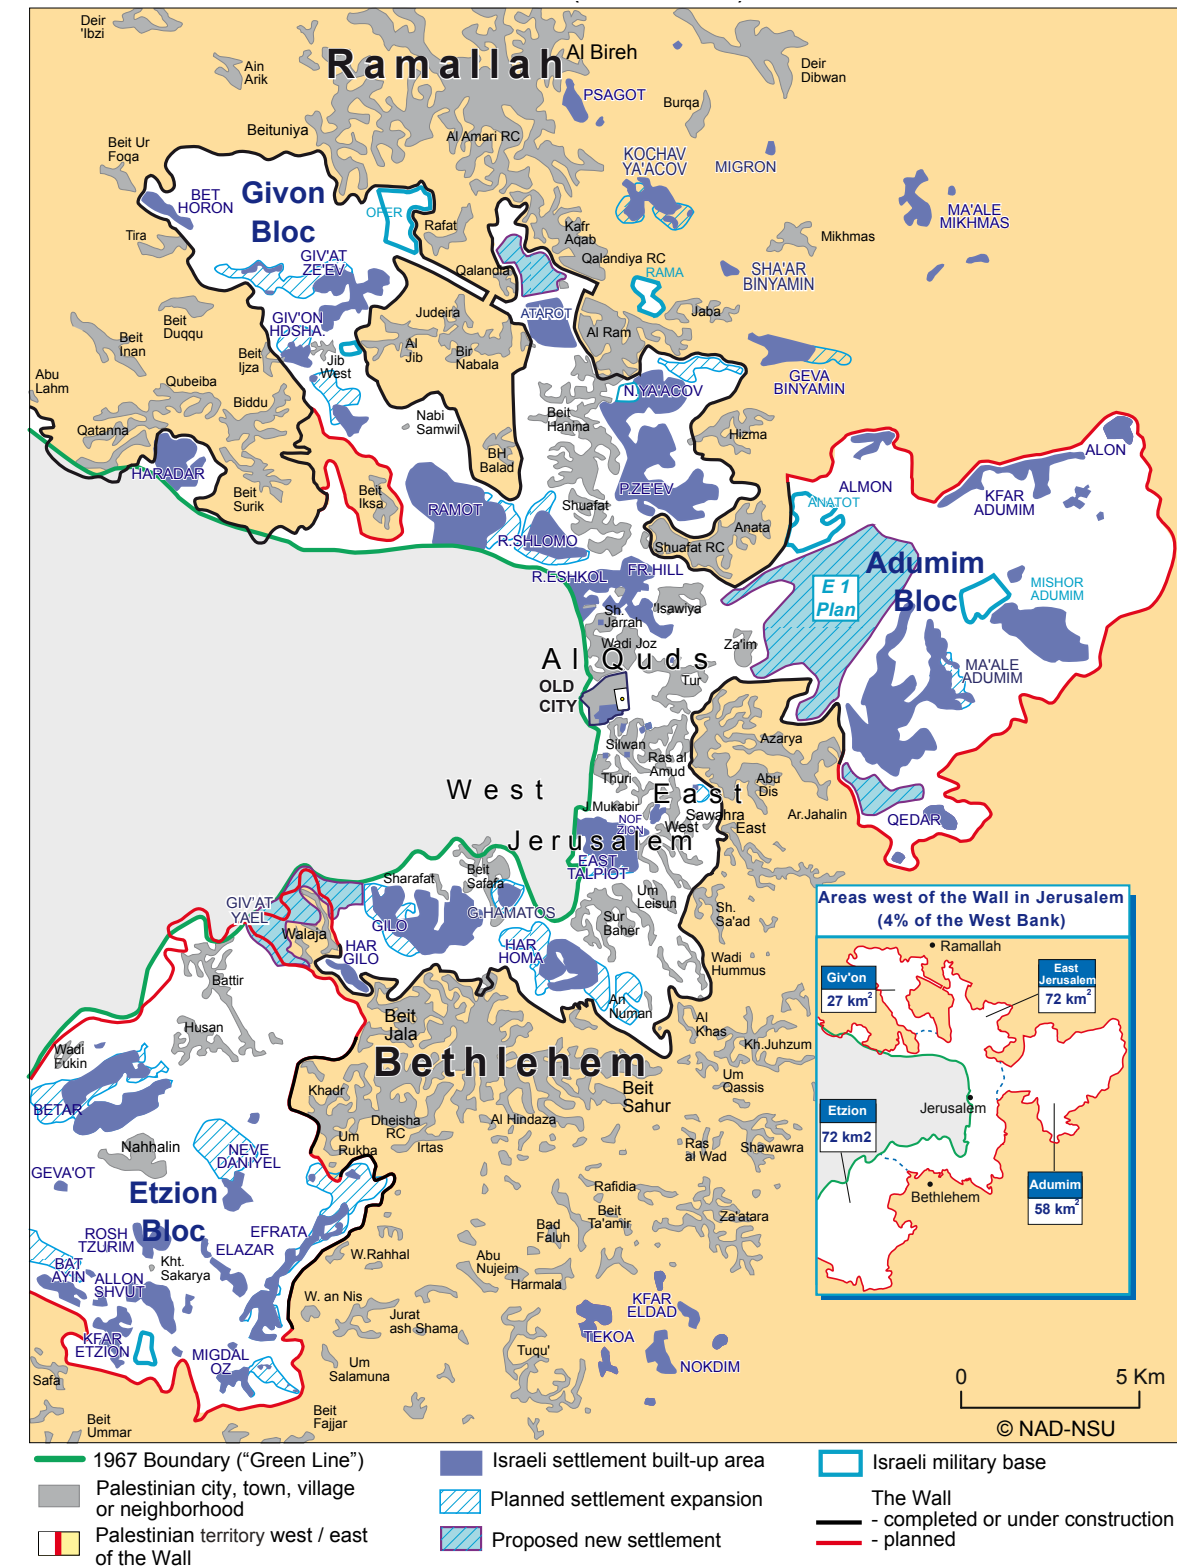 Deir
'Ibzi
Ain
Arik
Ramallah
Al Bireh
Deir
Dibwan
PSAGOT
Burqa
Beituniya
Al Amari RC
Beit Ur
Foqa
KOCHAV
YA'ACOV
MIGRON
BET
HORON
Givon
Bloc
OFER
Rafat
Kafr
Aqab
MA'ALE
MIKHMAS
Tira
Mikhmas
GIV'AT
ZE'EV
Qalandia
Qalandiya RC
RAMA
SHA'AR
BINYAMIN
Beit
Duqqu
GIV'ON
HDSHA.
Judeira
ATAROT
Jaba
Beit
Inan
Al
Jib
Bir
Nabala
Al Ram
Beit
Ijza
Jib
West
Abu
Lahm
Qubeiba
GEVA
BINYAMIN
N.YA'ACOV
Biddu
Nabi
Samwil
Beit
Hanina
Qatanna
Hizma
ALON
HARADAR
BH
Balad
Beit
Surik
Beit
Iksa
RAMOT
P.ZE'EV
ALMON
KFAR
ADUMIM
ANATOT
Shuafat
Anata
R.SHLOMO
Shuafat RC
Adumim
Bloc
R.ESHKOL
FR.HILL
E 1
Plan
MISHOR
ADUMIM
Sh.
Jarrah
'Isawiya
Wadi Joz
Za'im
Al Quds
MA'ALE
ADUMIM
OLD
CITY
Tur
Silwan
Azarya
Ras al
Amud
Thuri
Abu
Dis
West
East
J.Mukabir
NOF
ZION
Sawahra
West
East
Ar.Jahalin
QEDAR
Jerusalem
EAST
TALPIOT
Sharafat
Beit
Safafa
Um
Leisun
GIV'AT
YAEL
Walaja
GILO
G.HAMATOS
Sur
Baher
Sh.
Sa'ad
HAR
GILO
HAR
HOMA
Wadi
Hummus
Battir
An
Numan
Husan
Beit
Jala
Al
Khas
Kh.Juhzum
Wadi
Fukin
Bethlehem
Um
Qassis
Khadr
Beit
Sahur
BETAR
Dheisha
RC
Al Hindaza
Um
Rukba
Irtas
Nahhalin
NEVE
DANIYEL
Ras
al Wad
Shawawra
GEVA'OT
Etzion
Bloc
Rafidia
Beit
Ta'amir
Za'atara
ROSH
TZURIM
EFRATA
ELAZAR
Bad
Faluh
BAT
AYIN
ALLON
SHVUT
Kht.
Sakarya
W.Rahhal
Abu
Nujeim
Harmala
W. an Nis
KFAR
ELDAD
Jurat
ash Shama
TEKOA
KFAR
ETZION
MIGDAL
OZ
Um
Salamuna
Tuqu'
NOKDIM
Safa
Beit
Ummar
Beit
Fajjar
Areas west of the Wall in Jerusalem
(4% of the West Bank)
Ramallah
Giv'on
27 km2
East
Jerusalem
72 km2
Etzion
72 km2
Jerusalem
Bethlehem
Adumim
58 km2
0 5 Km
© NAD-NSU
1967 Boundary ("Green Line")
Palestinian city, town, village
or neighborhood
Palestinian territory west / east
of the Wall
Israeli settlement built-up area
Planned settlement expansion
Proposed new settlement
Israeli military base
The Wall
- completed or under construction
- planned